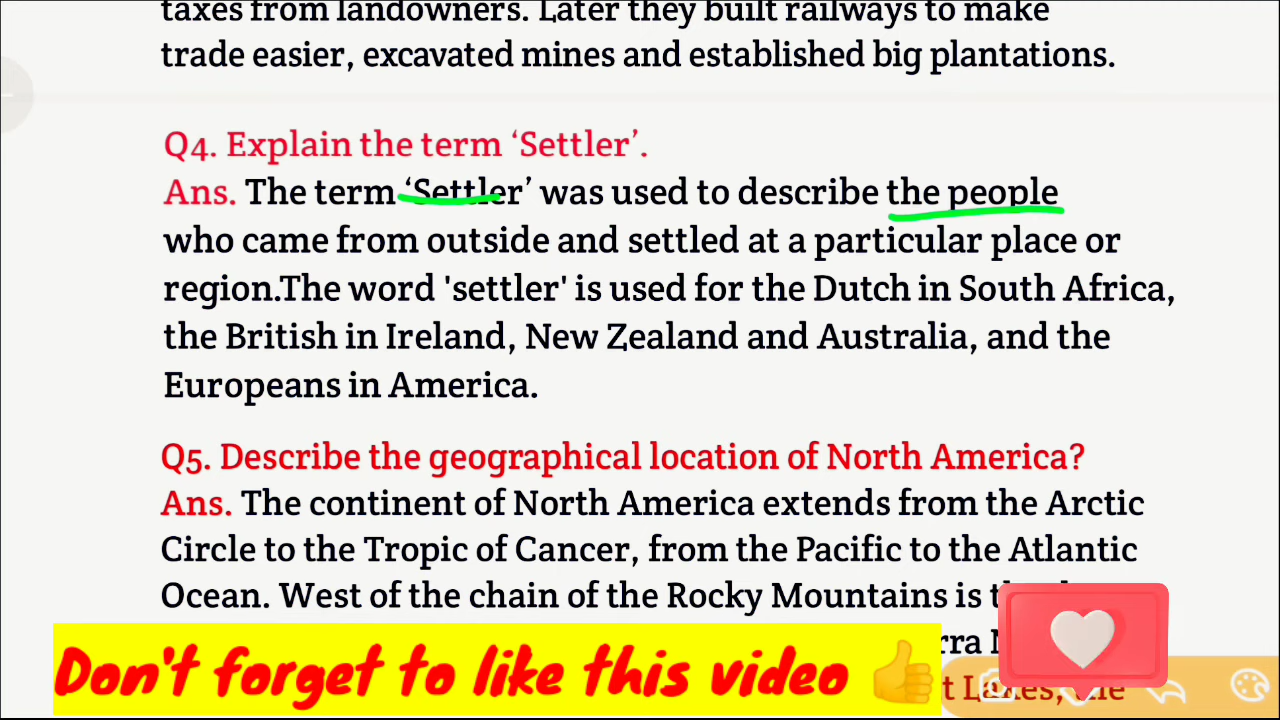 taxes from landowners. Later they built railways to make
trade easier, excavated mines and established big plantations.
Q4. Explain the term ‘Settler’.
Ans. The term ‘Settler’ was used to describe the people
who came from outside and settled at a particular place or
region.The word 'settler' is used for the Dutch in South Africa,
the British in Ireland, New Zealand and Australia, and the
Europeans in America.
Q5. Describe the geographical location of North America?
Ans. The continent of North America extends from the Arctic
Circle to the Tropic of Cancer, from the Pacific to the Atlantic
Ocean. West of the chain of the Rocky Mountains is
Don't forget to like this video